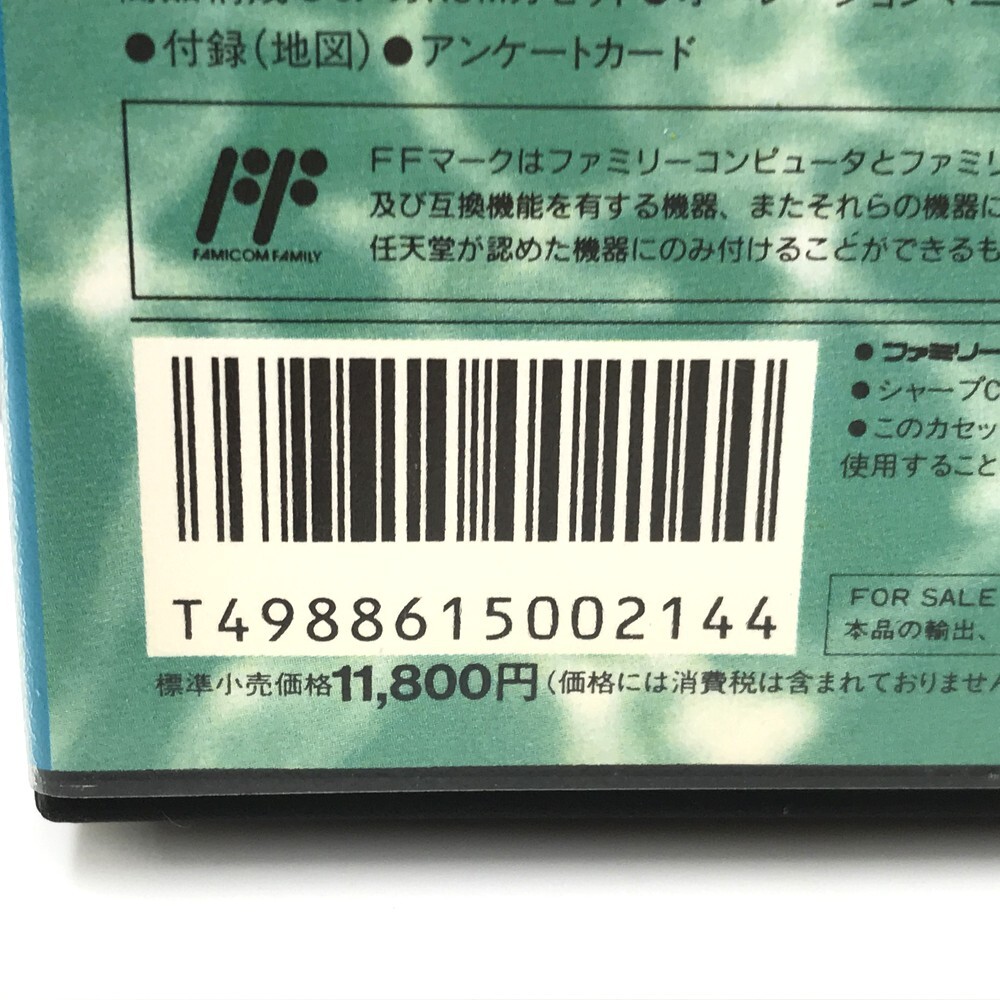 ●付録(地図)●アンケートカード
FFマークはファミリーコンピュータとファミリ
及び互換機能を有する機器、またそれらの機器に
任天堂が認めた機器にのみ付けることができるも
FAMICOM FAMILY
●ファミリー
●シャープC
●このカセッ
使用すること
T4988615002144
FOR SALE
本品の輸出、
標準小売価格11,800円(価格には消費税は含まれておりません